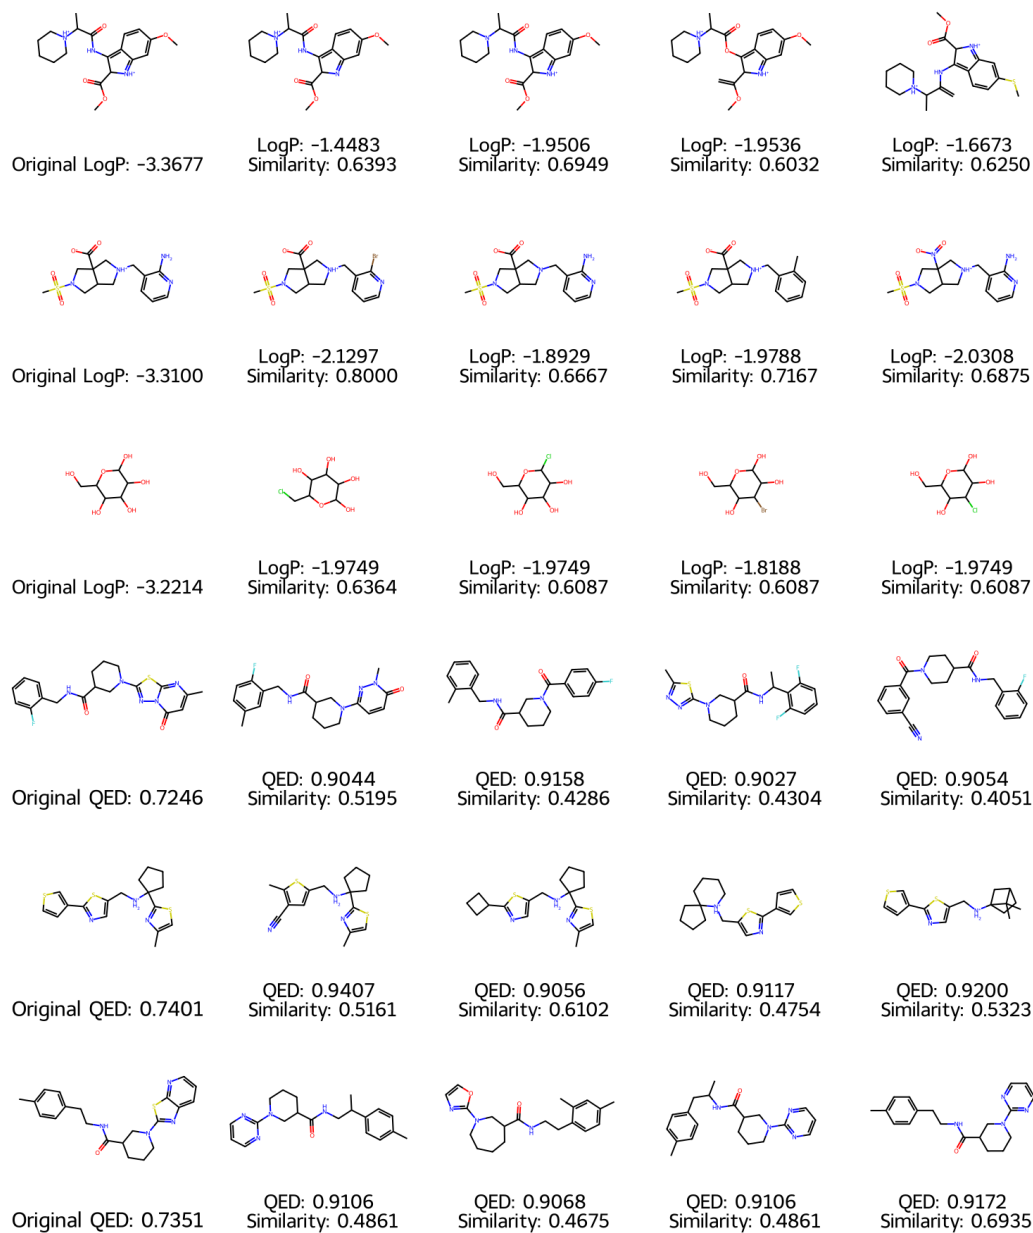 Original LogP: -3.3677
LogP: -1.4483
Similarity: 0.6393
LogP: -1.9506
Similarity: 0.6949
LogP: -1.9536
Similarity: 0.6032
LogP: -1.6673
Similarity: 0.6250
Original LogP: -3.3100
LogP: -2.1297
Similarity: 0.8000
LogP: -1.8929
Similarity: 0.6667
LogP: -1.9788
Similarity: 0.7167
LogP: -2.0308
Similarity: 0.6875
Original LogP: -3.2214
LogP: -1.9749
Similarity: 0.6364
LogP: -1.9749
Similarity: 0.6087
LogP: -1.8188
Similarity: 0.6087
LogP: -1.9749
Similarity: 0.6087
Original QED: 0.7246
QED: 0.9044
Similarity: 0.5195
QED: 0.9158
Similarity: 0.4286
QED: 0.9027
Similarity: 0.4304
QED: 0.9054
Similarity: 0.4051
Original QED: 0.7401
QED: 0.9407
Similarity: 0.5161
QED: 0.9056
Similarity: 0.6102
QED: 0.9117
Similarity: 0.4754
QED: 0.9200
Similarity: 0.5323
Original QED: 0.7351
QED: 0.9106
Similarity: 0.4861
QED: 0.9068
Similarity: 0.4675
QED: 0.9106
Similarity: 0.4861
QED: 0.9172
Similarity: 0.6935